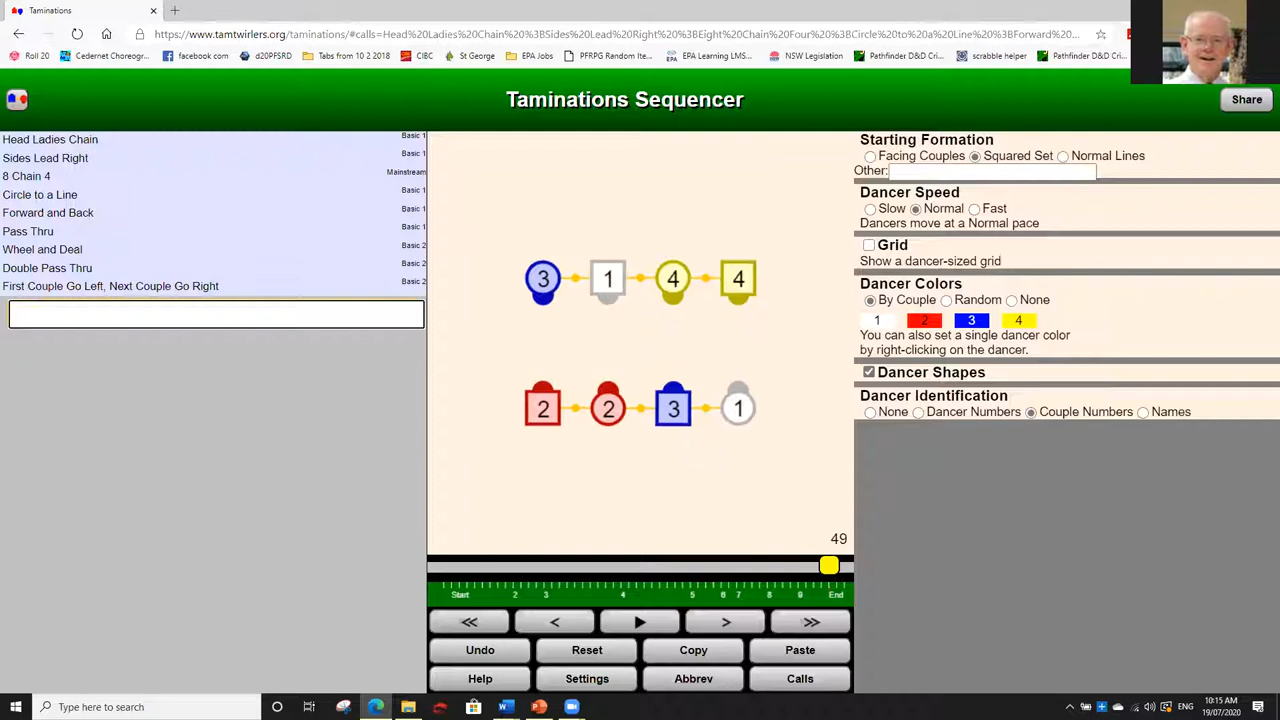 Taminations
https://www.tamtwirlers.org/taminations/#calls=Head%20Ladies%20Chain%20%3BSides%20Lead%20Right%20%3BEight%20Chain%20Four%20%3BCircle%20to%20a%20Line%20%3BForward%20...
Roll 20 Cedernet Choreogr... facebook.com d20PFSRD Tabs from 10 2 2018 CIBC St George EPA Jobs PFRPG Random Ite... EPA Learning LMS... NSW Legislation Pathfinder D&D Cri... scrabble helper Pathfinder D&D C
Taminations Sequencer
Share
Head Ladies Chain Basic 1
Sides Lead Right Basic 1
8 Chain 4 Mainstream
Circle to a Line Basic 1
Forward and Back Basic 1
Pass Thru Basic 1
Wheel and Deal Basic 2
Double Pass Thru Basic 2
First Couple Go Left, Next Couple Go Right Basic 2
3 1 4 4
2 2 3 1
49
Start 2 3 4 5 6 7 8 9 End
<< < ▶ > >>
Undo Reset Copy Paste
Help Settings Abbrev Calls
Starting Formation
Facing Couples Squared Set Normal Lines
Other:
Dancer Speed
Slow Normal Fast
Dancers move at a Normal pace
Grid
Show a dancer-sized grid
Dancer Colors
By Couple Random None
1 2 3 4
You can also set a single dancer color
by right-clicking on the dancer.
Dancer Shapes
Dancer Identification
None Dancer Numbers Couple Numbers Names
Type here to search
ENG
10:15 AM
19/07/2020